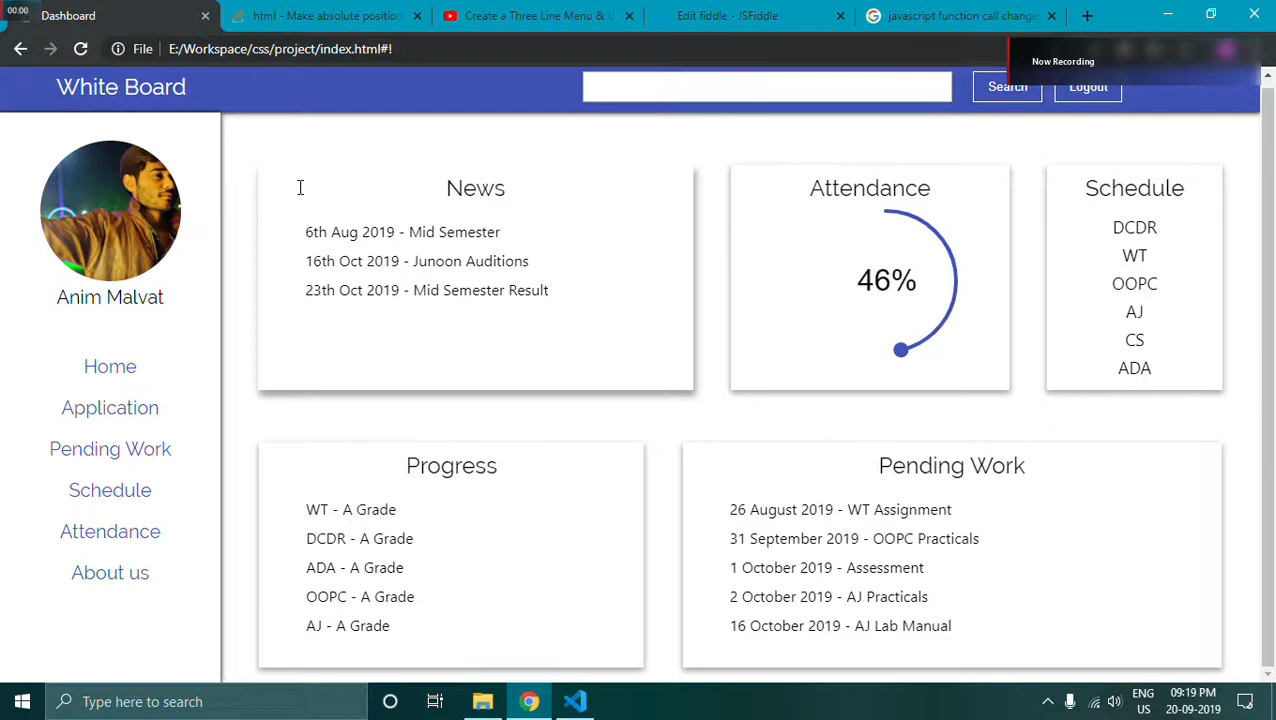 00:00
Dashboard
html - Make absolute position
Create a Three Line Menu & U
Edit fiddle - JSFiddle
javascript function call change
File
E:/Workspace/css/project/index.html#!
Now Recording
White Board
Search
Logout
Anim Malvat
Home
Application
Pending Work
Schedule
Attendance
About us
News
6th Aug 2019 - Mid Semester
16th Oct 2019 - Junoon Auditions
23th Oct 2019 - Mid Semester Result
Attendance
46%
Schedule
DCDR
WT
OOPC
AJ
CS
ADA
Progress
WT - A Grade
DCDR - A Grade
ADA - A Grade
OOPC - A Grade
AJ - A Grade
Pending Work
26 August 2019 - WT Assignment
31 September 2019 - OOPC Practicals
1 October 2019 - Assessment
2 October 2019 - AJ Practicals
16 October 2019 - AJ Lab Manual
Type here to search
ENG
US
09:19 PM
20-09-2019